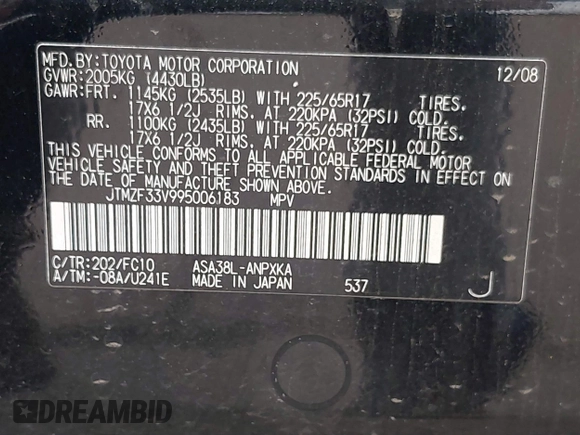 MFD.BY:TOYOTA MOTOR CORPORATION 12/08
GVWR:2005KG (4430LB)
GAWR:FRT. 1145KG (2535LB) WITH 225/65R17 TIRES.
17X6 1/2J RIMS. AT 220KPA (32PSI) COLD.
RR. 1100KG (2435LB) WITH 225/65R17 TIRES.
17X6 1/2J RIMS. AT 220KPA (32PSI) COLD.
THIS VEHICLE CONFORMS TO ALL APPLICABLE FEDERAL MOTOR
VEHICLE SAFETY AND THEFT PREVENTION STANDARDS IN EFFECT ON
THE DATE OF MANUFACTURE SHOWN ABOVE.
JTMZF33V995006183 MPV
C/TR:202/FC10 ASA38L-ANPXKA
A/TM:-08A/U241E MADE IN JAPAN 537 J
DREAMBID